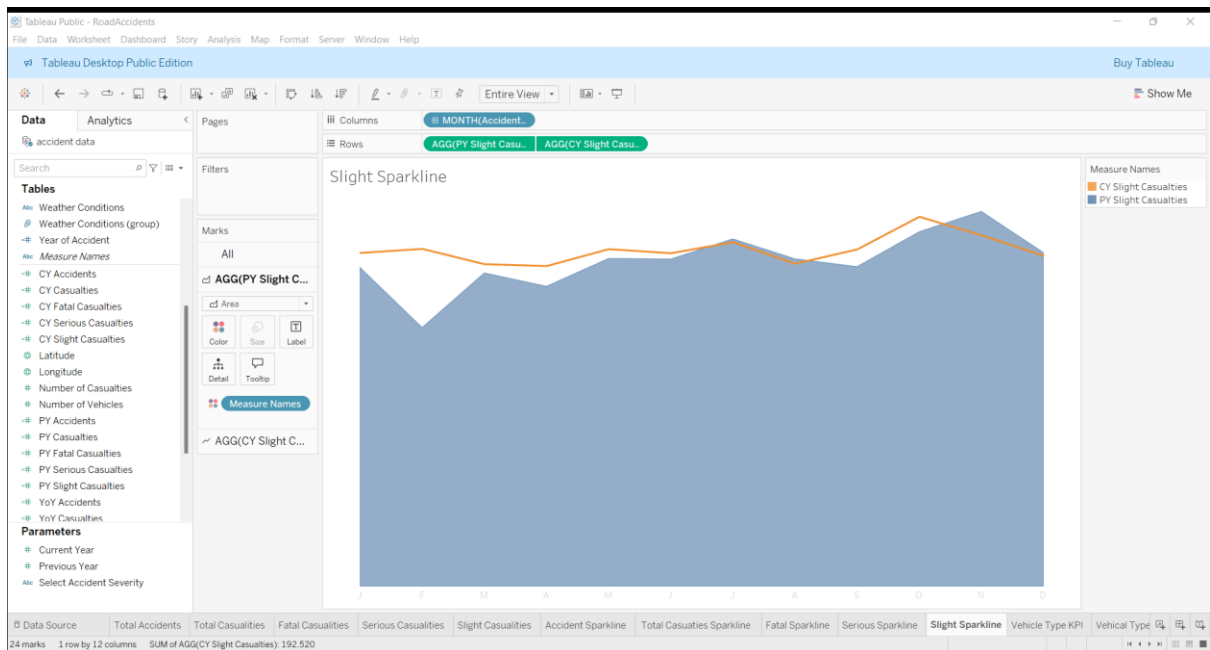 Tableau Public - RoadAccidents
File Data Worksheet Dashboard Story Analysis Map Format Server Window Help
Tableau Desktop Public Edition
Buy Tableau
Entire View
Show Me
Data Analytics
accident data
Search
Tables
Abc Weather Conditions
Weather Conditions (group)
=# Year of Accident
Abc Measure Names
=# CY Accidents
=# CY Casualties
=# CY Fatal Casualties
=# CY Serious Casualties
=# CY Slight Casualties
Latitude
Longitude
# Number of Casualties
# Number of Vehicles
=# PY Accidents
=# PY Casualties
=# PY Fatal Casualties
=# PY Serious Casualties
=# PY Slight Casualties
=# YoY Accidents
=# YoY Casualties
Parameters
# Current Year
# Previous Year
Abc Select Accident Severity
Pages
Filters
Marks
All
AGG(PY Slight C...
Area
Color Size Label
Detail Tooltip
Measure Names
AGG(CY Slight C...
Columns MONTH(Accident..
Rows AGG(PY Slight Casu.. AGG(CY Slight Casu..
Slight Sparkline
J F M A M J J A S O N D
Measure Names
CY Slight Casualties
PY Slight Casualties
Data Source Total Accidents Total Casualities Fatal Casualities Serious Casualities Slight Casualities Accident Sparkline Total Casuaties Sparkline Fatal Sparkline Serious Sparkline Slight Sparkline Vehicle Type KPI Vehical Type
24 marks 1 row by 12 columns SUM of AGG(CY Slight Casualties): 192,520